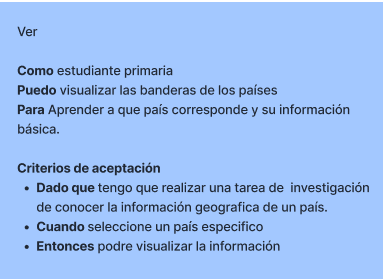 Ver
Como estudiante primaria
Puedo visualizar las banderas de los países
Para Aprender a que país corresponde y su información
básica.
Criterios de aceptación
• Dado que tengo que realizar una tarea de investigación
de conocer la información geografica de un país.
• Cuando seleccione un país especifico
• Entonces podre visualizar la información